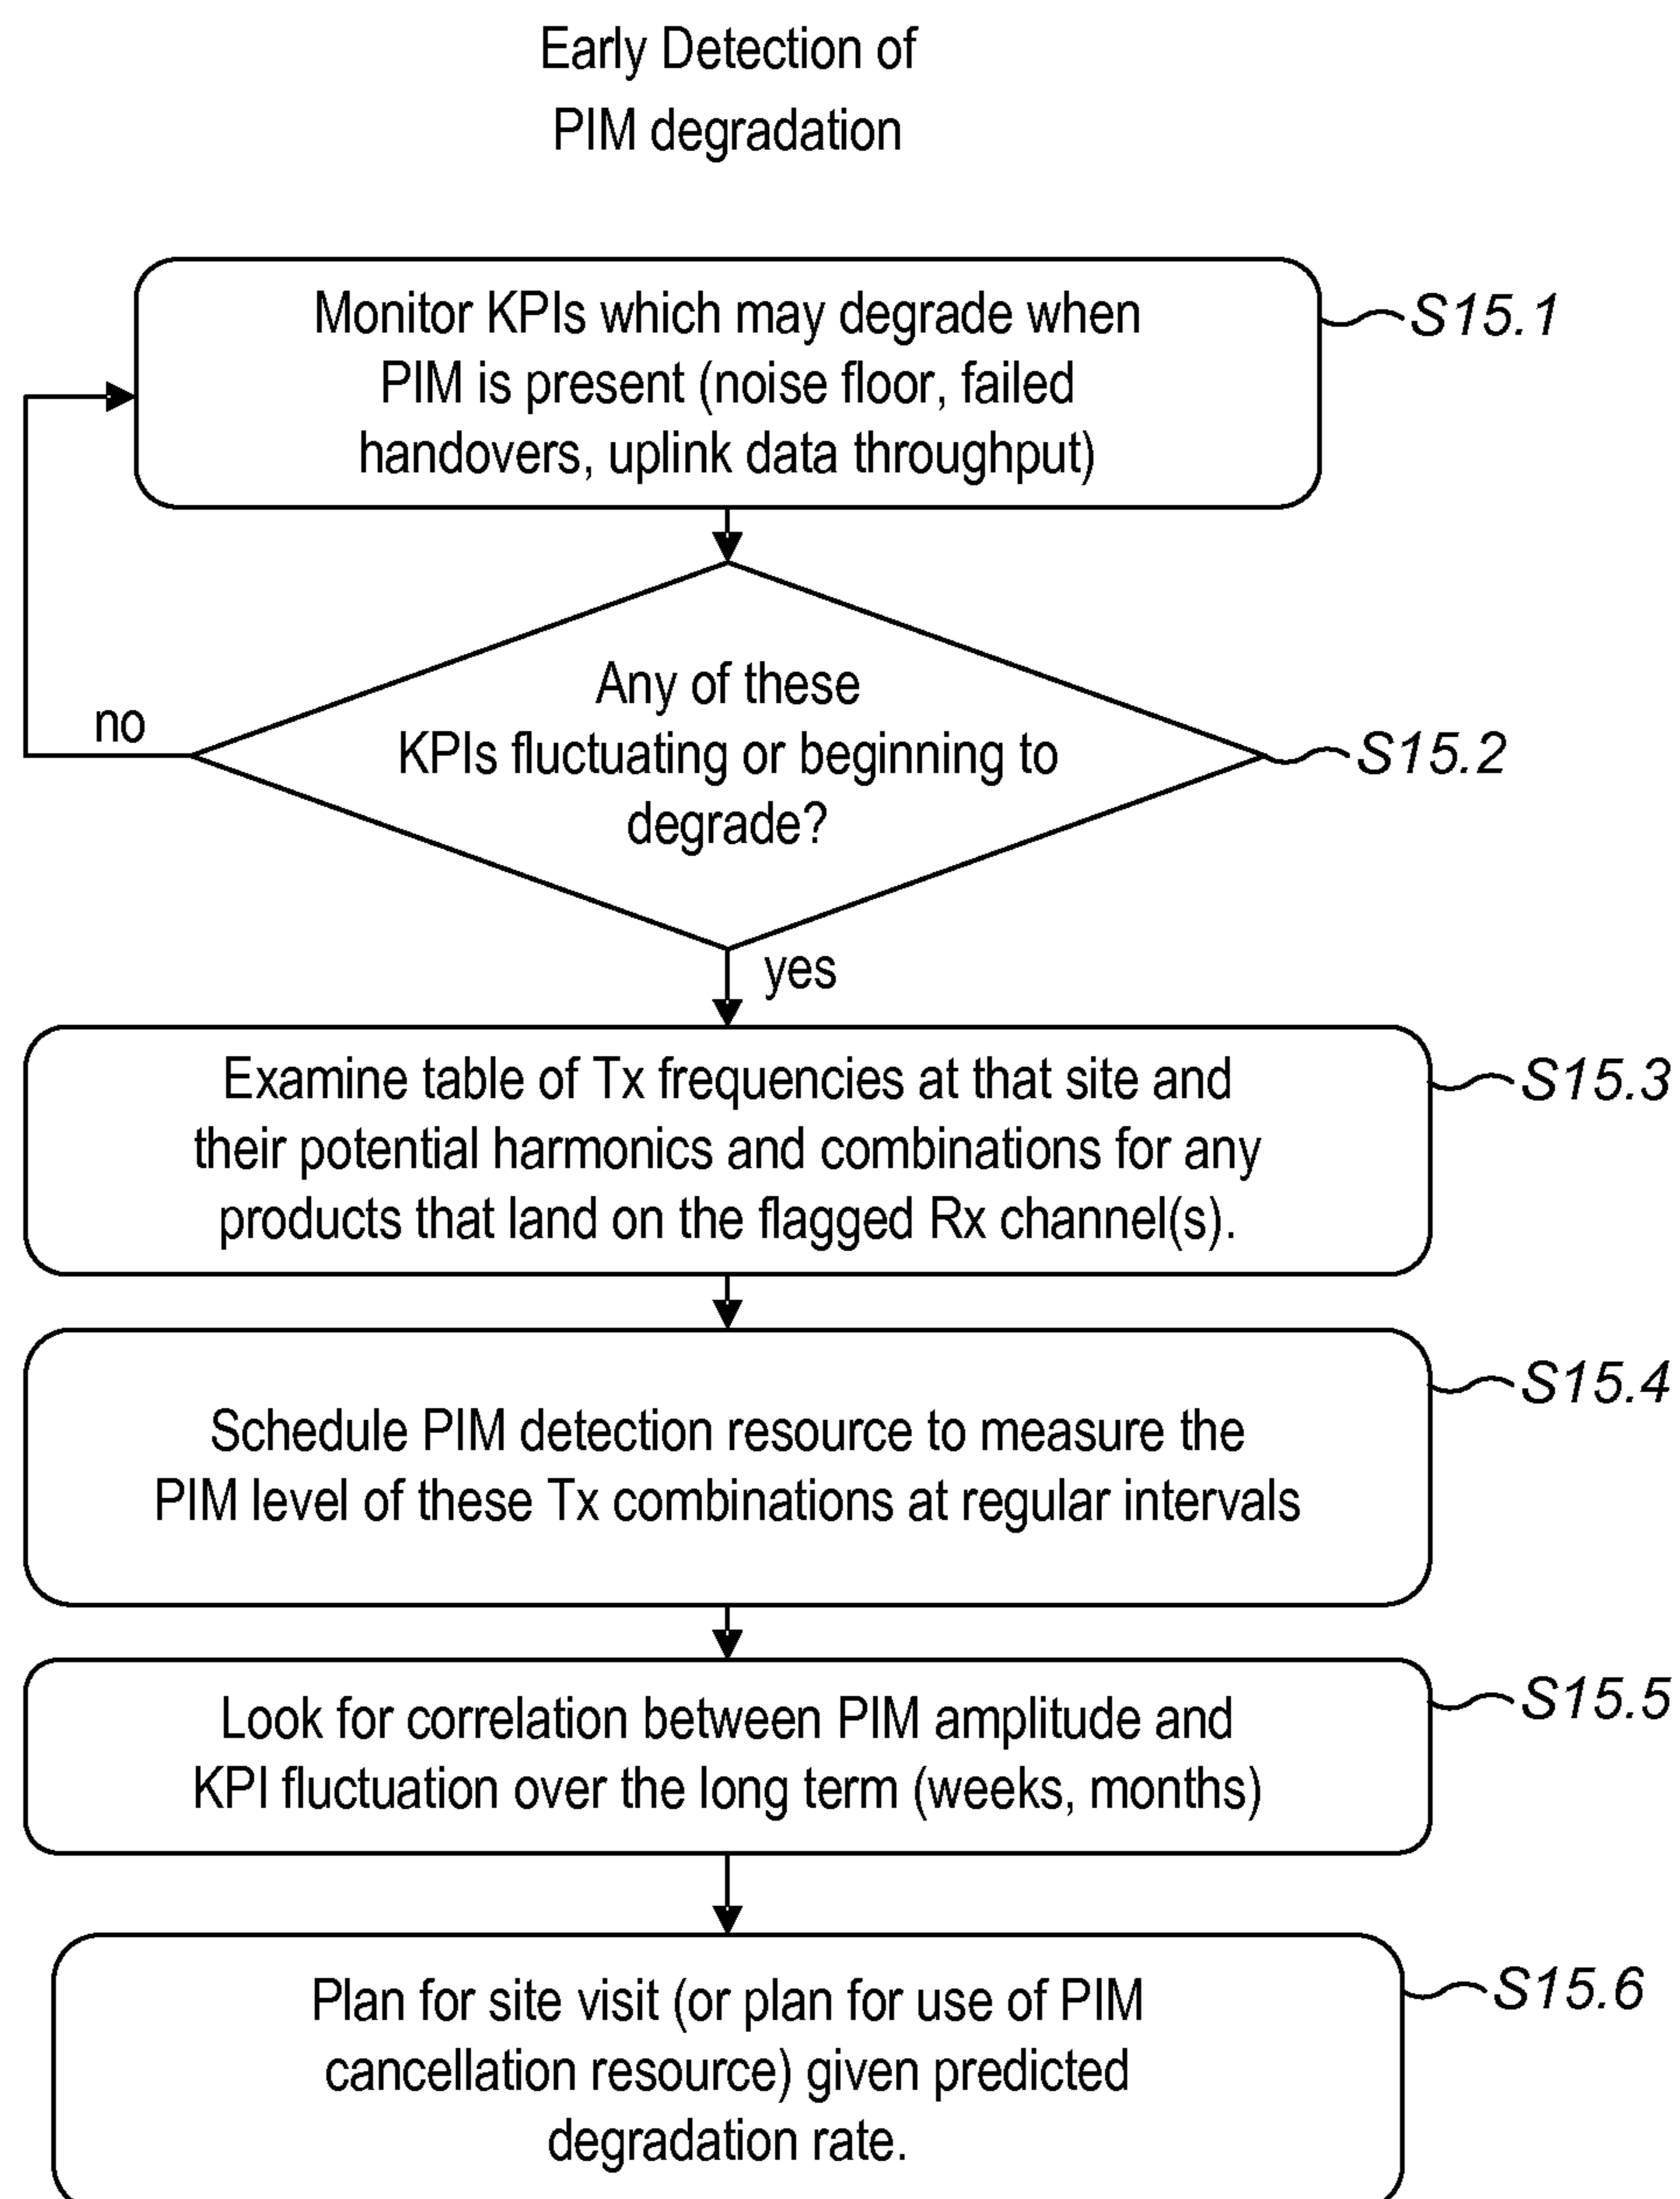 Early Detection of
PIM degradation
Monitor KPIs which may degrade when
PIM is present (noise floor, failed
handovers, uplink data throughput)
S15.1
Any of these
KPIs fluctuating or beginning to
degrade?
S15.2
no
yes
Examine table of Tx frequencies at that site and
their potential harmonics and combinations for any
products that land on the flagged Rx channel(s).
S15.3
Schedule PIM detection resource to measure the
PIM level of these Tx combinations at regular intervals
S15.4
Look for correlation between PIM amplitude and
KPI fluctuation over the long term (weeks, months)
S15.5
Plan for site visit (or plan for use of PIM
cancellation resource) given predicted
degradation rate.
S15.6